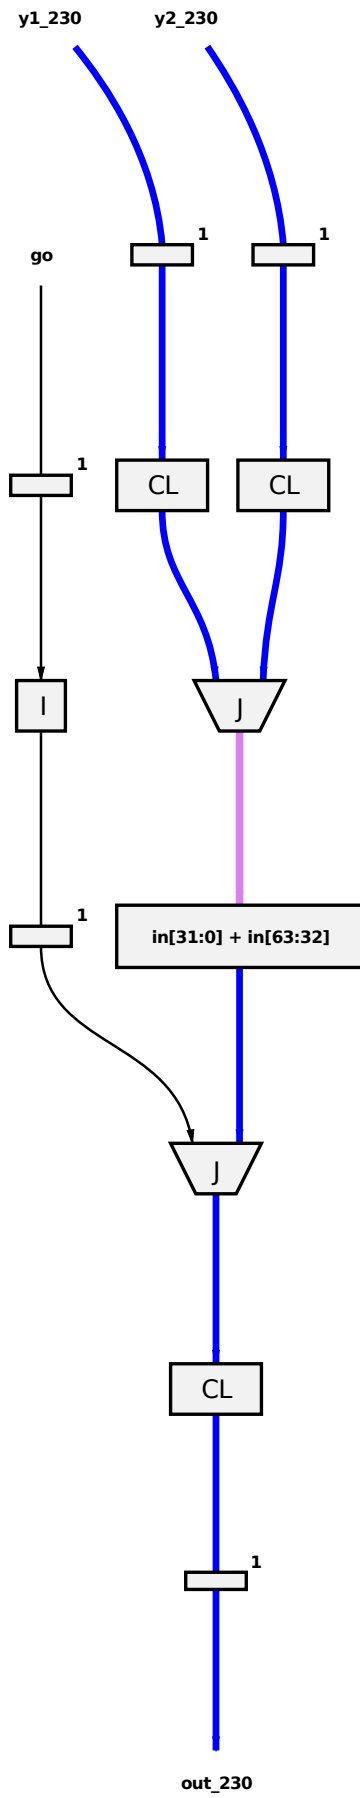 y1_230 y2_230
1 1
go
1 CL CL
I J
1 in[31:0] + in[63:32]
J
CL
1
out_230